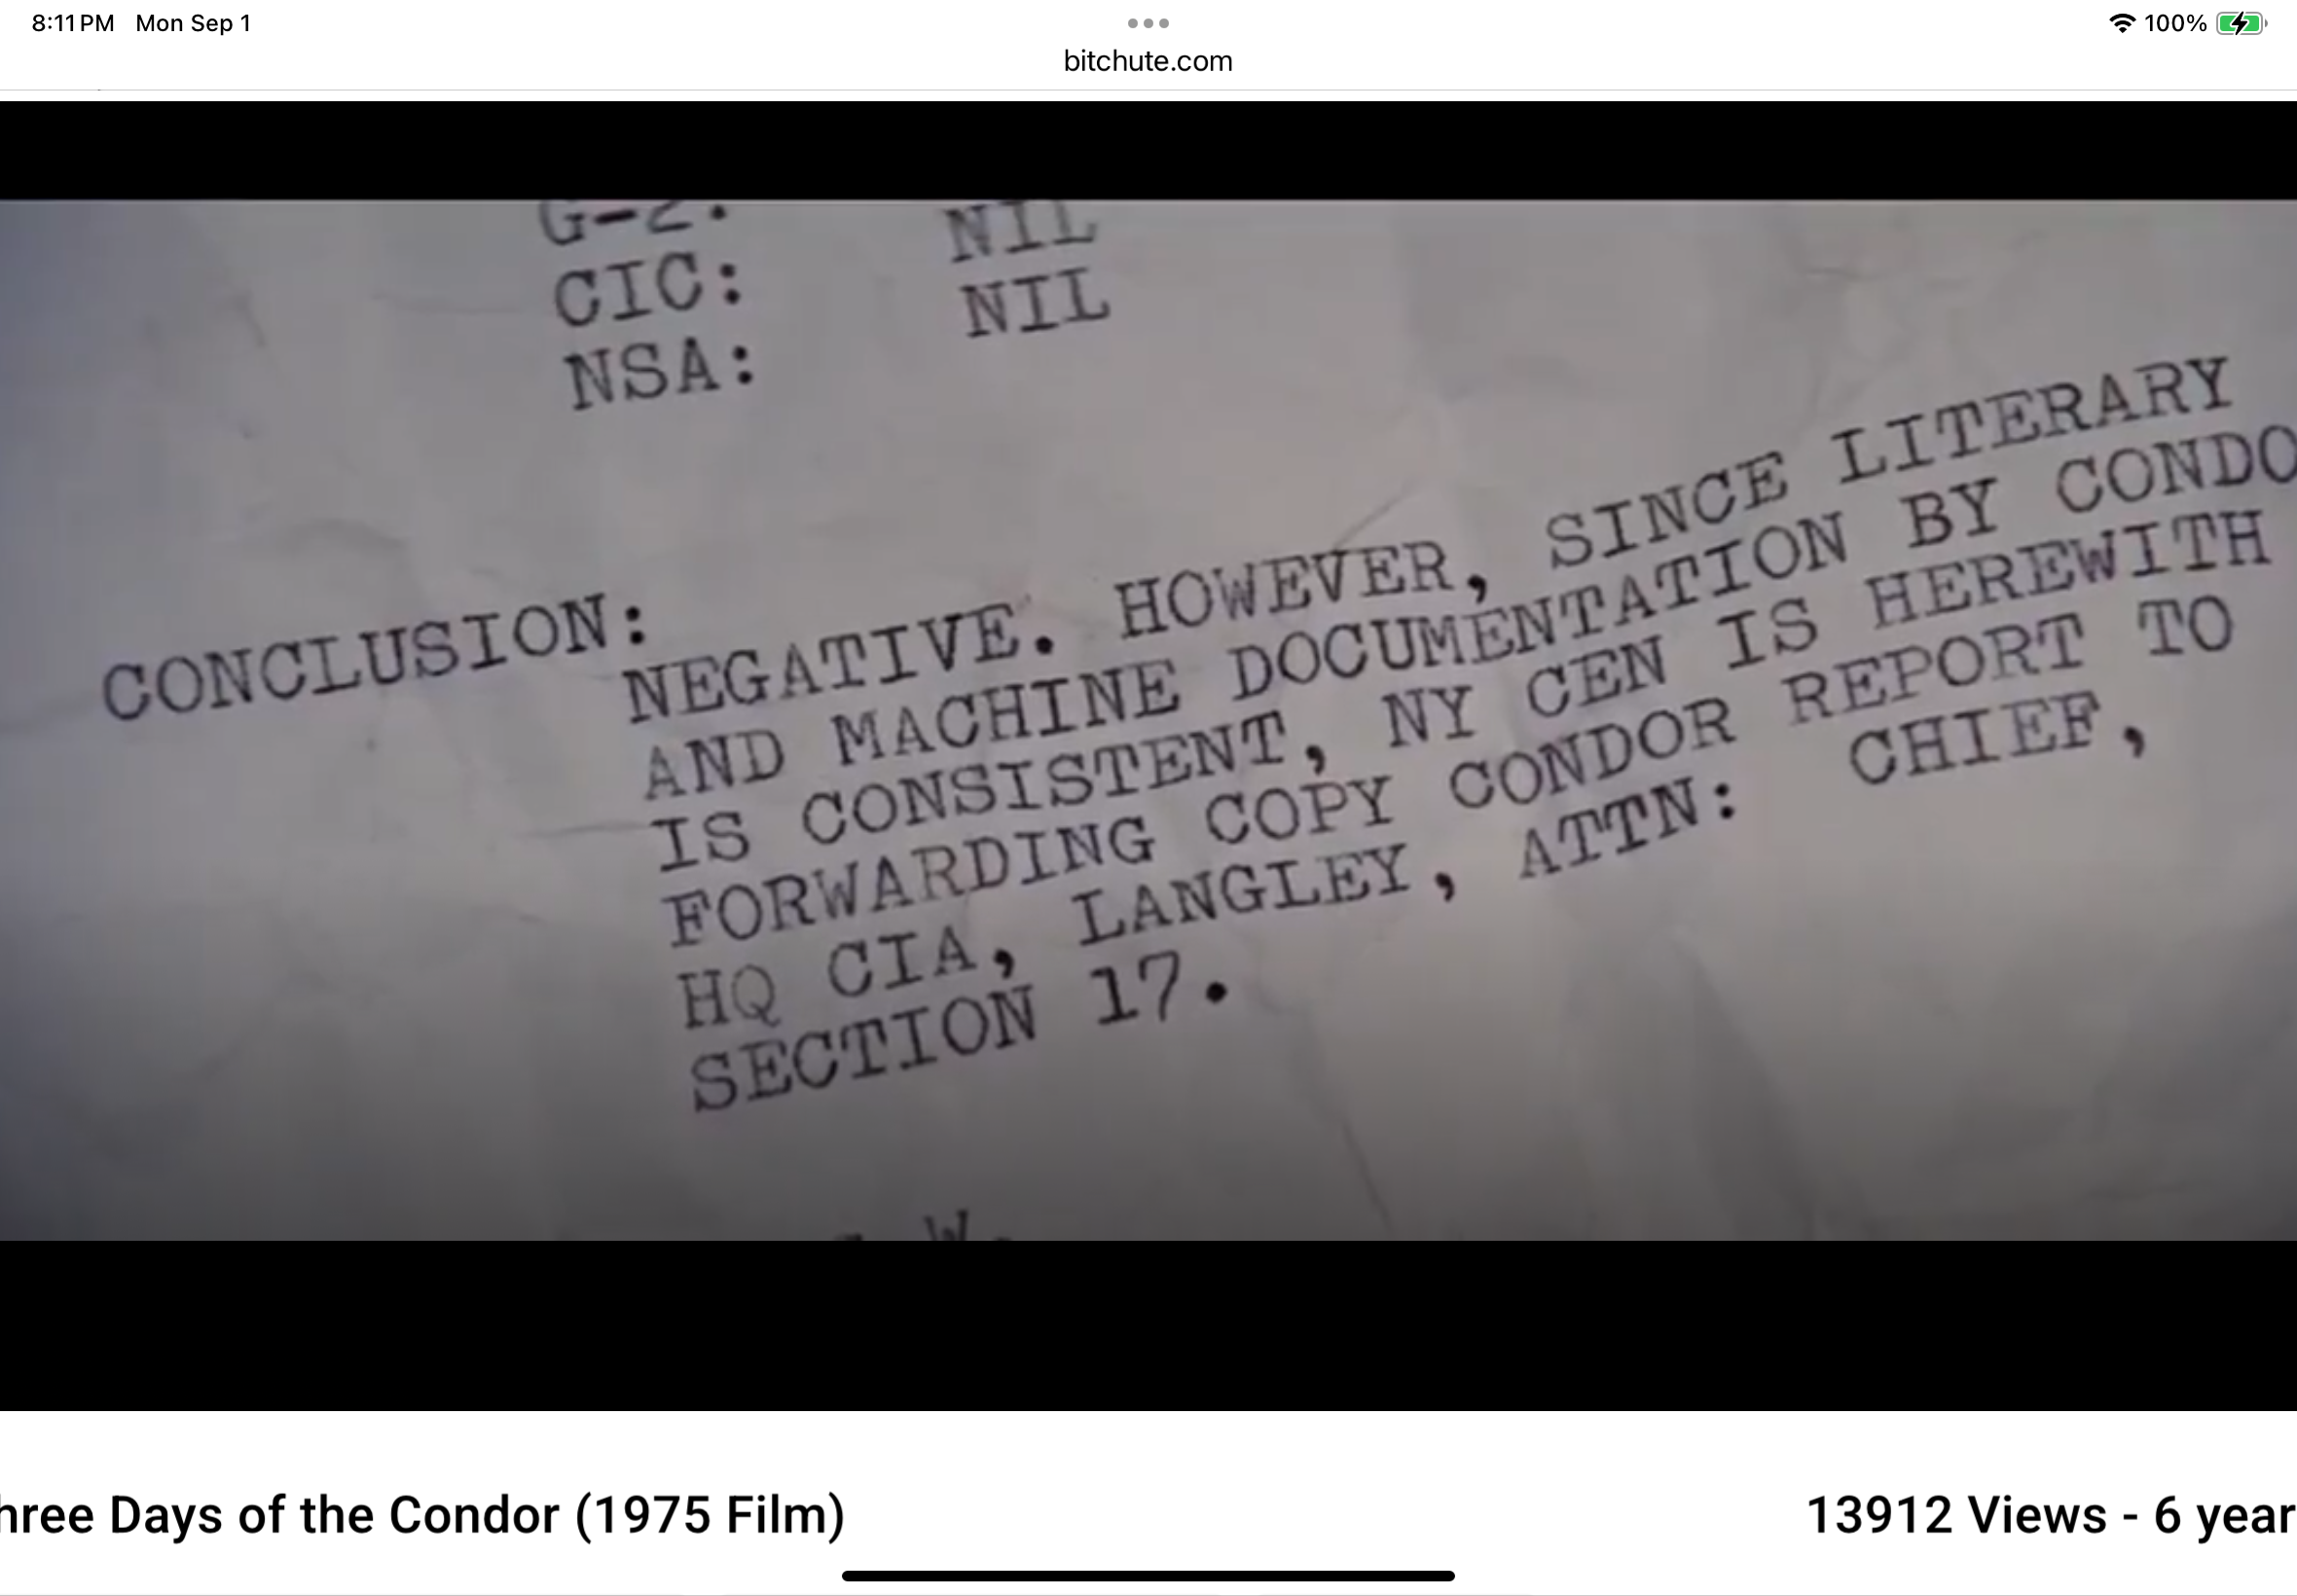 8:11 PM Mon Sep 1
100%
bitchute.com
G-2: NIL
CIC: NIL
NSA:
CONCLUSION:
NEGATIVE. HOWEVER, SINCE LITERARY
AND MACHINE DOCUMENTATION BY CONDO
IS CONSISTENT, NY CEN IS HEREWITH
FORWARDING COPY CONDOR REPORT TO
HQ CIA, LANGLEY, ATTN: CHIEF,
SECTION 17.
W.
hree Days of the Condor (1975 Film)
13912 Views - 6 year